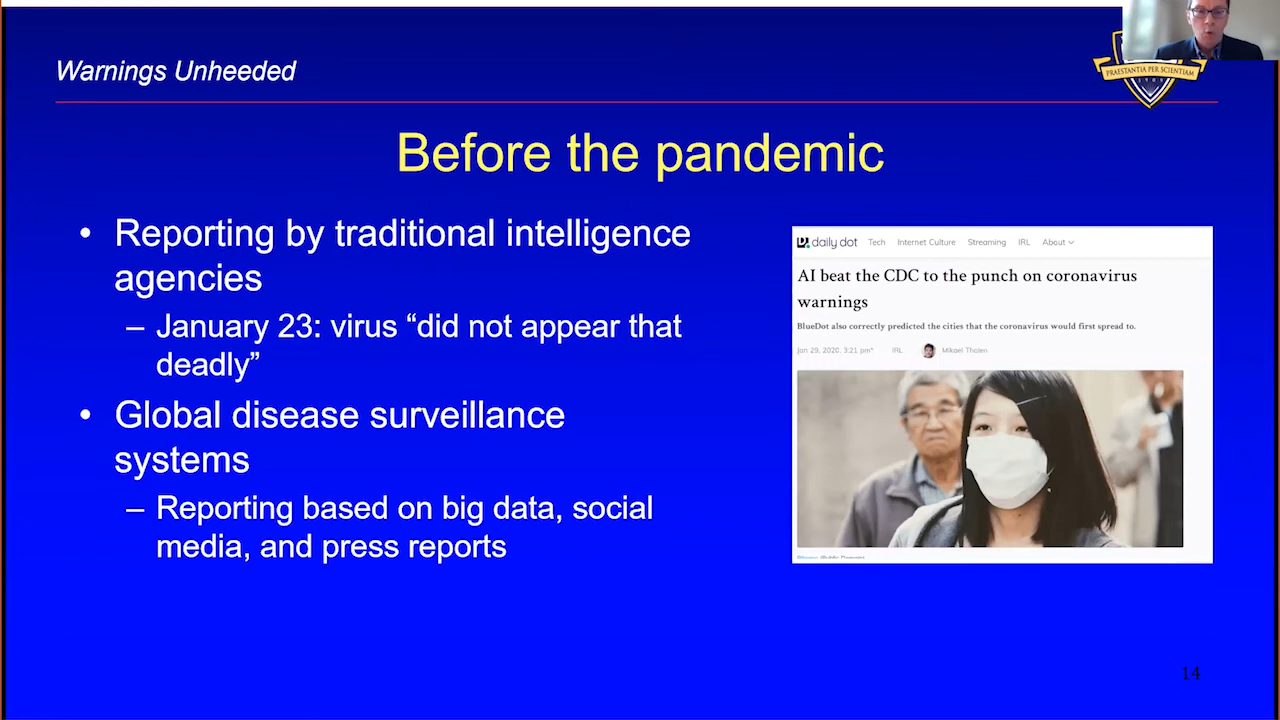 Warnings Unheeded
PRAESTANTIA PER SCIENTIAM
1909
Before the pandemic
• Reporting by traditional intelligence
agencies
– January 23: virus “did not appear that
deadly”
• Global disease surveillance
systems
– Reporting based on big data, social
media, and press reports
daily dot Tech Internet Culture Streaming IRL About
AI beat the CDC to the punch on coronavirus
warnings
BlueDot also correctly predicted the cities that the coronavirus would first spread to.
Jan 29, 2020, 3:21 pm* IRL Mikael Thalen
14